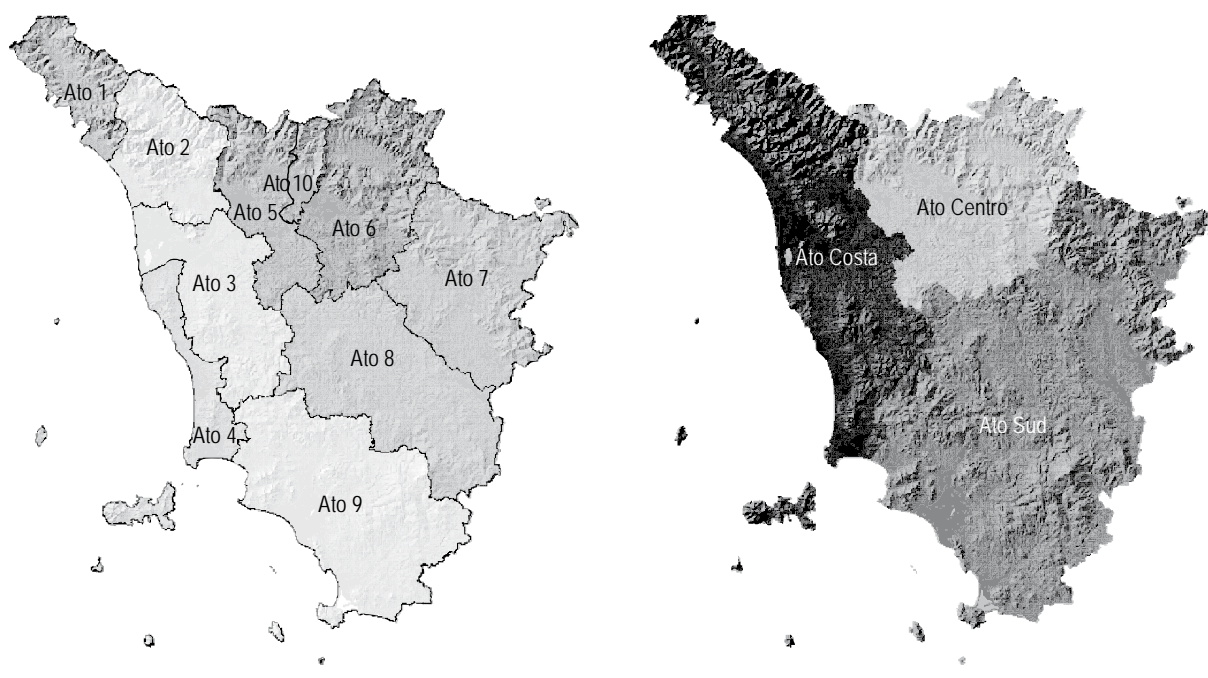 Ato 1
Ato 2
Ato 10
Ato 5
Ato 6
Ato 3
Ato 7
Ato 8
Ato 4
Ato 9
Ato Centro
Ato Costa
Ato Sud